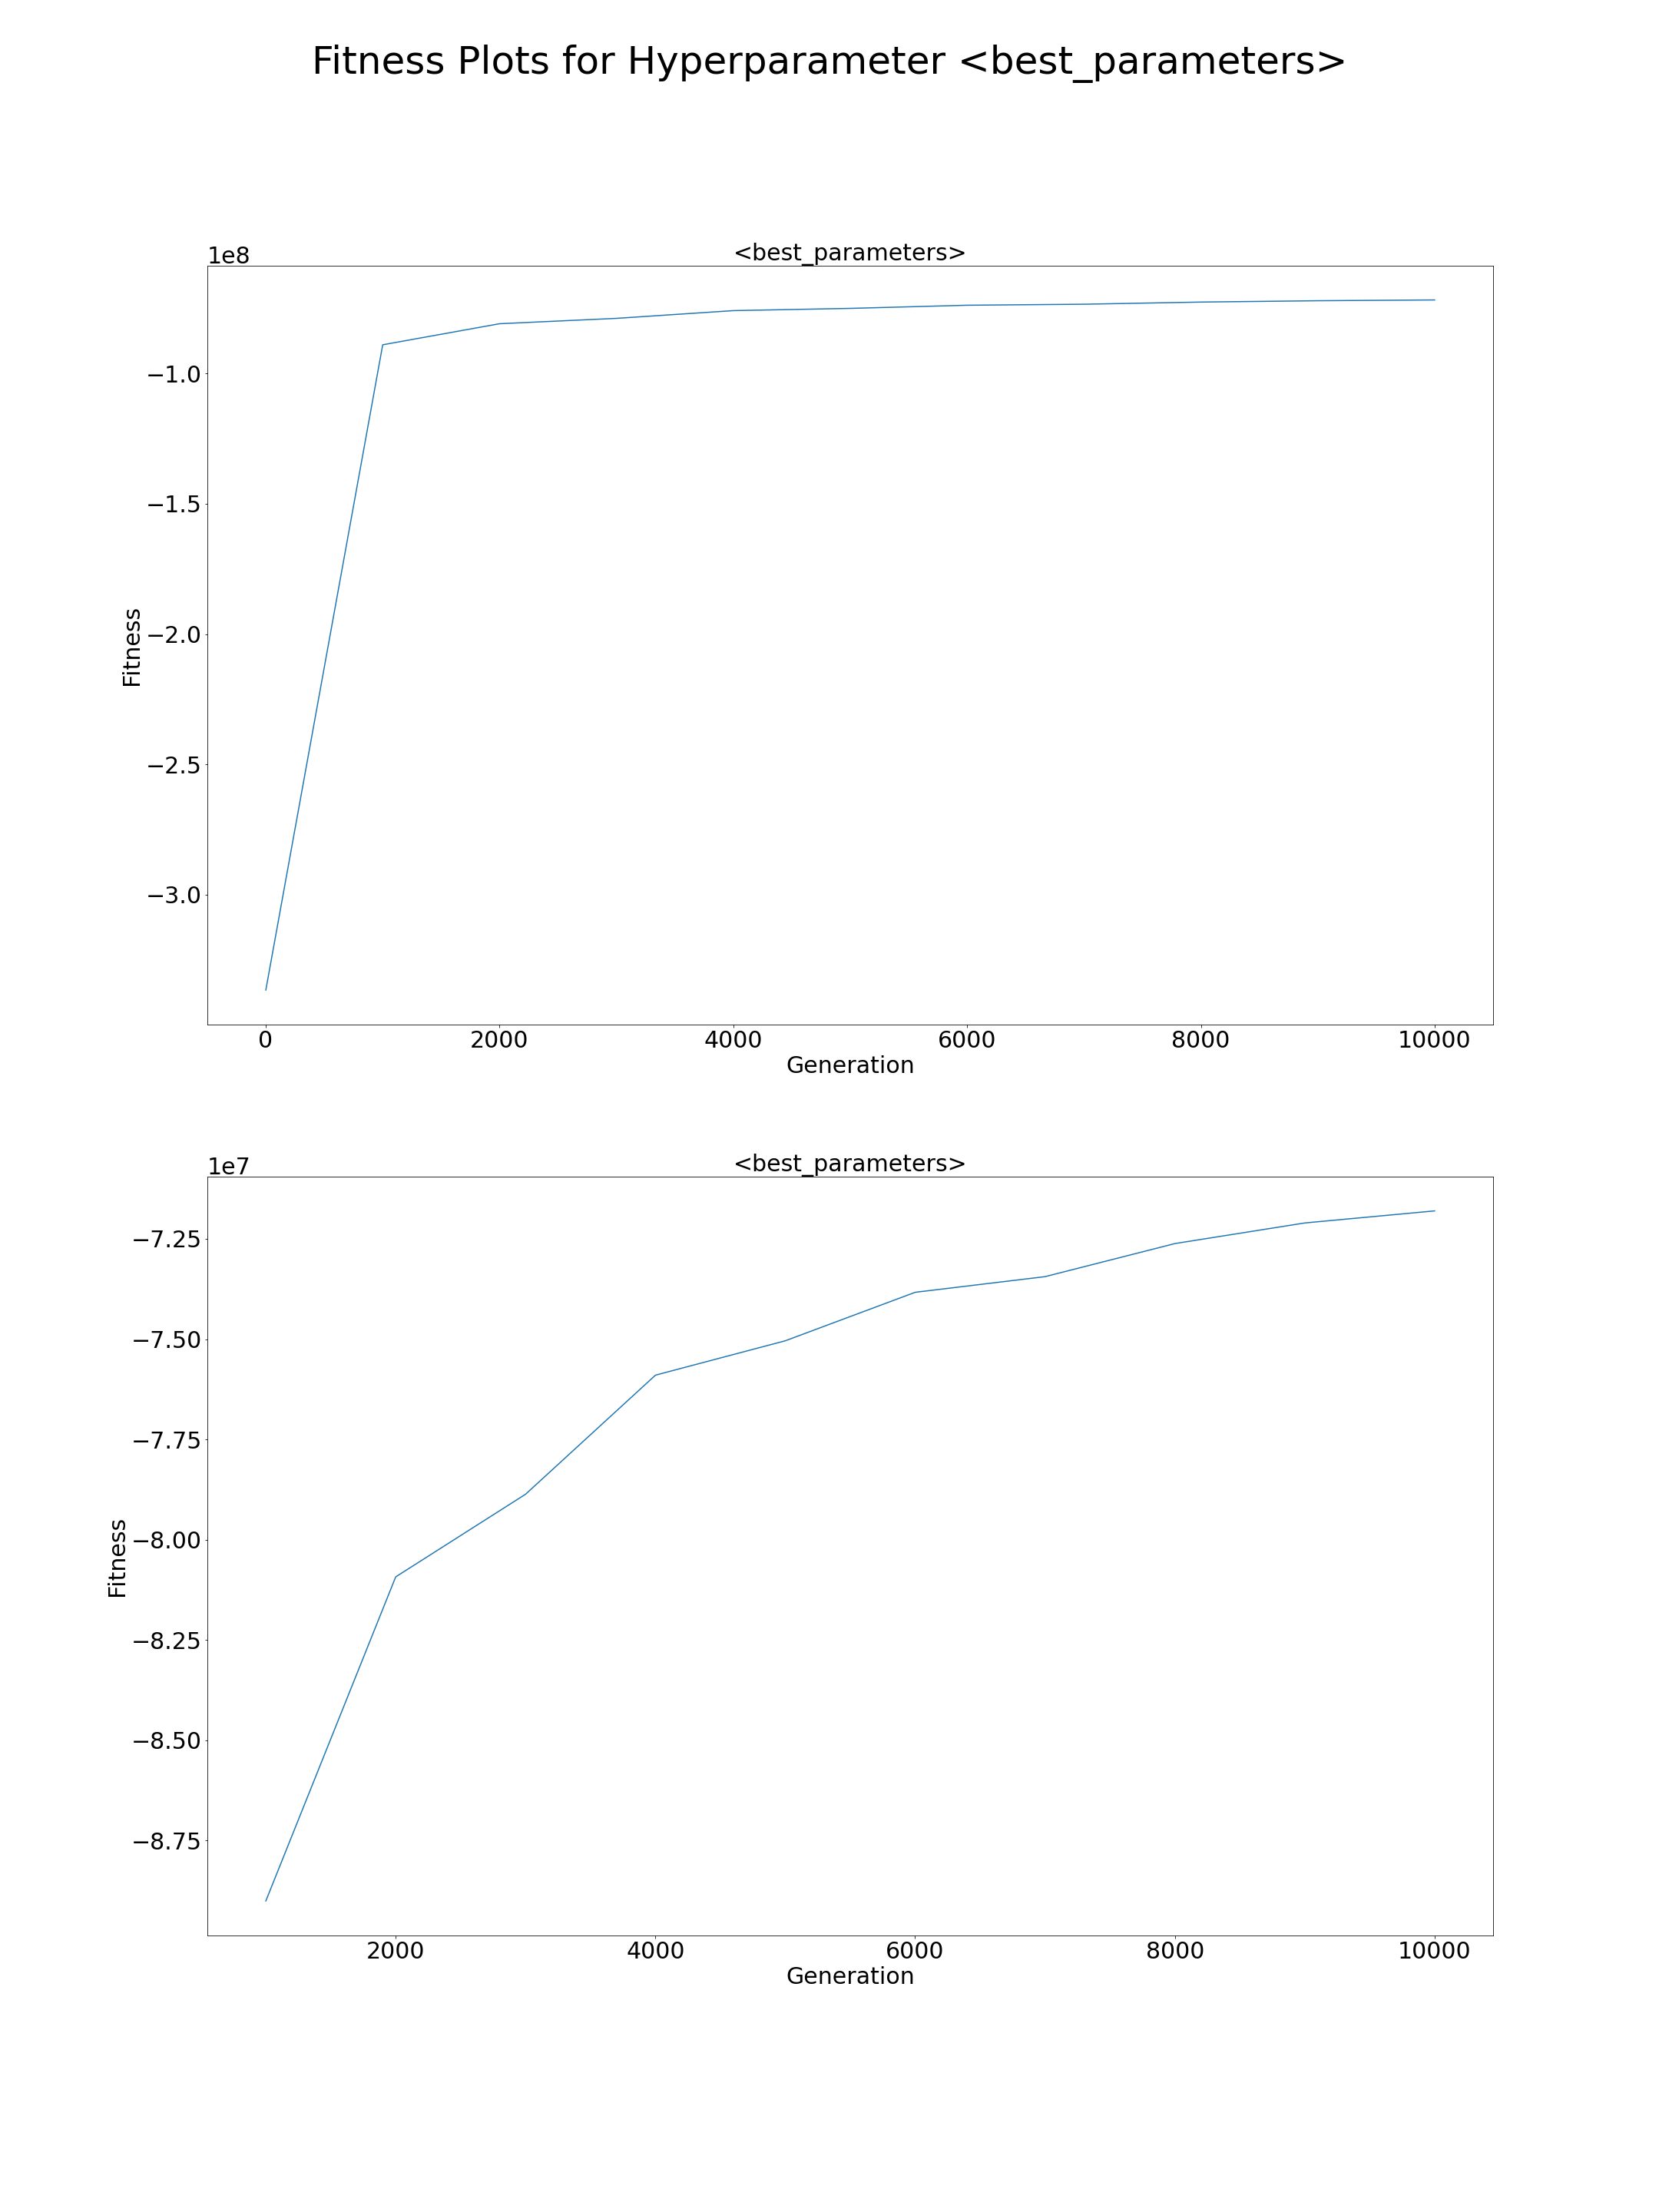 Fitness Plots for Hyperparameter <best_parameters>
<best_parameters>
1e8
−1.0
−1.5
−2.0
−2.5
−3.0
Fitness
0 2000 4000 6000 8000 10000
Generation
<best_parameters>
1e7
−7.25
−7.50
−7.75
−8.00
−8.25
−8.50
−8.75
Fitness
2000 4000 6000 8000 10000
Generation